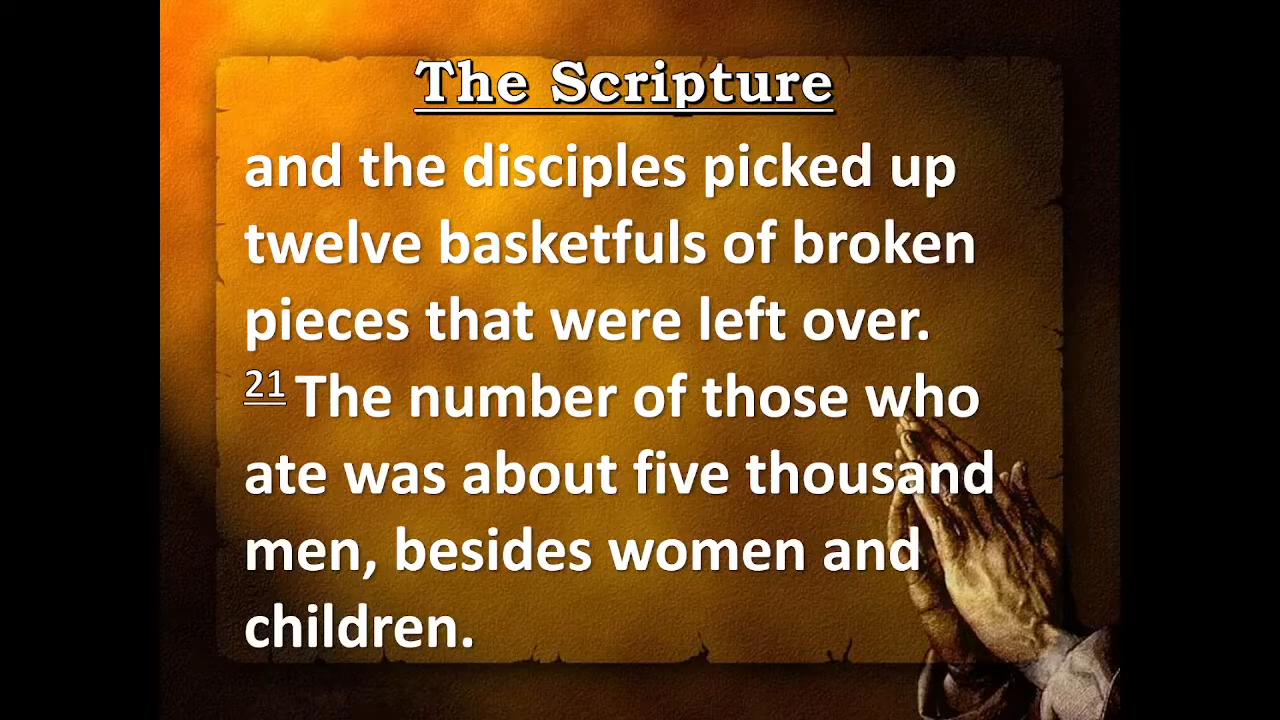 The Scripture
and the disciples picked up
twelve basketfuls of broken
pieces that were left over.
21 The number of those who
ate was about five thousand
men, besides women and
children.